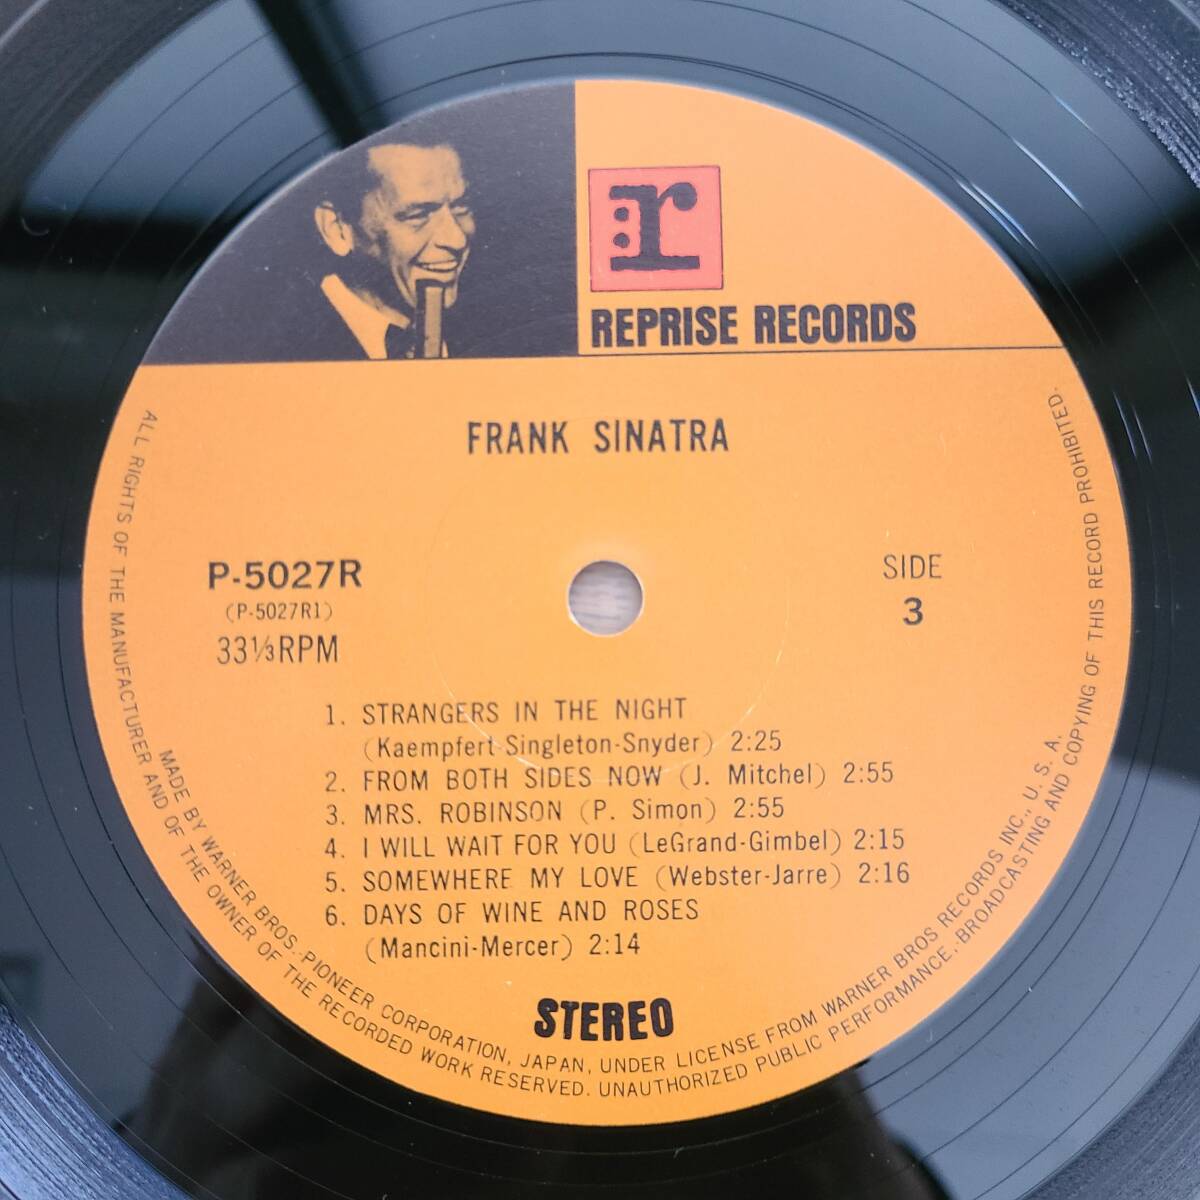 r
REPRISE RECORDS
FRANK SINATRA
P-5027R
(P-5027R1)
33⅓RPM
SIDE
3
1. STRANGERS IN THE NIGHT
(Kaempfert-Singleton-Snyder) 2:25
2. FROM BOTH SIDES NOW (J. Mitchel) 2:55
3. MRS. ROBINSON (P. Simon) 2:55
4. I WILL WAIT FOR YOU (LeGrand-Gimbel) 2:15
5. SOMEWHERE MY LOVE (Webster-Jarre) 2:16
6. DAYS OF WINE AND ROSES
(Mancini-Mercer) 2:14
STEREO
ALL RIGHTS OF THE MANUFACTURER AND OF THE OWNER OF THE RECORDED WORK RESERVED. UNAUTHORIZED PUBLIC PERFORMANCE, BROADCASTING AND COPYING OF THIS RECORD PROHIBITED.
MADE BY WARNER BROS.-PIONEER CORPORATION, JAPAN, UNDER LICENSE FROM WARNER BROS RECORDS INC., U. S. A.